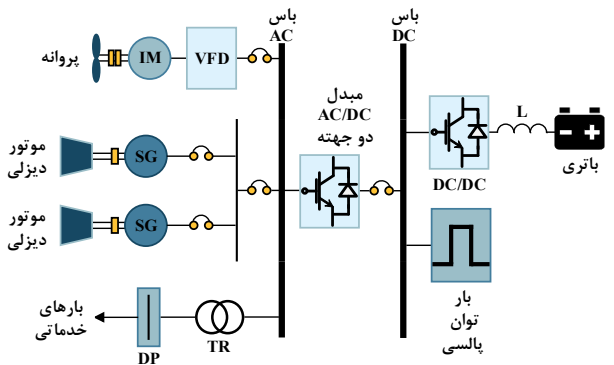 باس
AC
باس
DC
پروانه
IM
VFD
مبدل
AC/DC
دو جهته
L
باتری
DC/DC
موتور
دیزلی
SG
موتور
دیزلی
SG
بار
توان
پالسی
بارهای
خدماتی
DP
TR